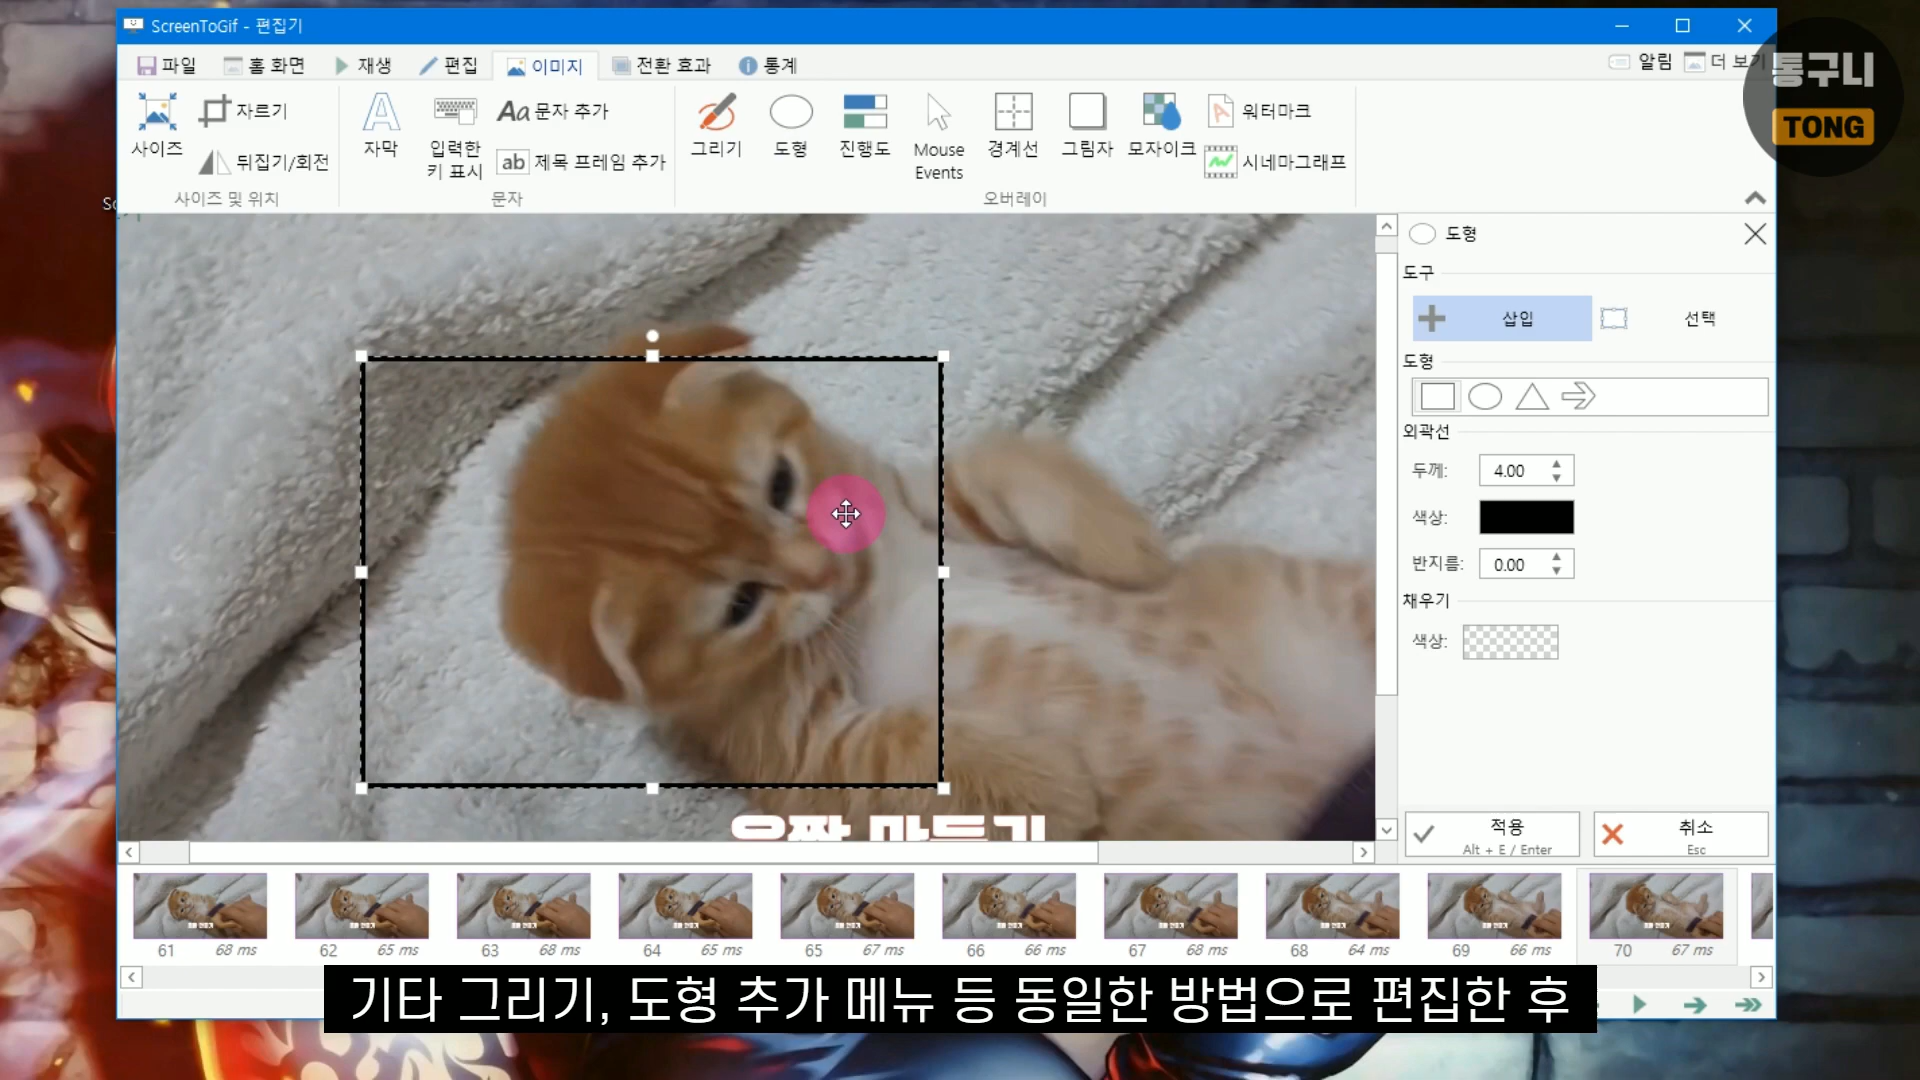 ScreenToGif - 편집기
파일 홈 화면 재생 편집 이미지 전환 효과 통계
알림 더 보기
통구니
TONG
사이즈 자르기 뒤집기/회전
사이즈 및 위치
자막 입력한 키 표시 Aa 문자 추가 ab 제목 프레임 추가
문자
그리기 도형 진행도 Mouse Events 경계선 그림자 모자이크 워터마크 시네마그래프
오버레이
도형
도구
삽입 선택
도형
외곽선
두께: 4.00
색상:
반지름: 0.00
채우기
색상:
적용
Alt + E / Enter
취소
Esc
61 68 ms
62 65 ms
63 68 ms
64 65 ms
65 67 ms
66 66 ms
67 68 ms
68 64 ms
69 66 ms
70 67 ms
기타 그리기, 도형 추가 메뉴 등 동일한 방법으로 편집한 후